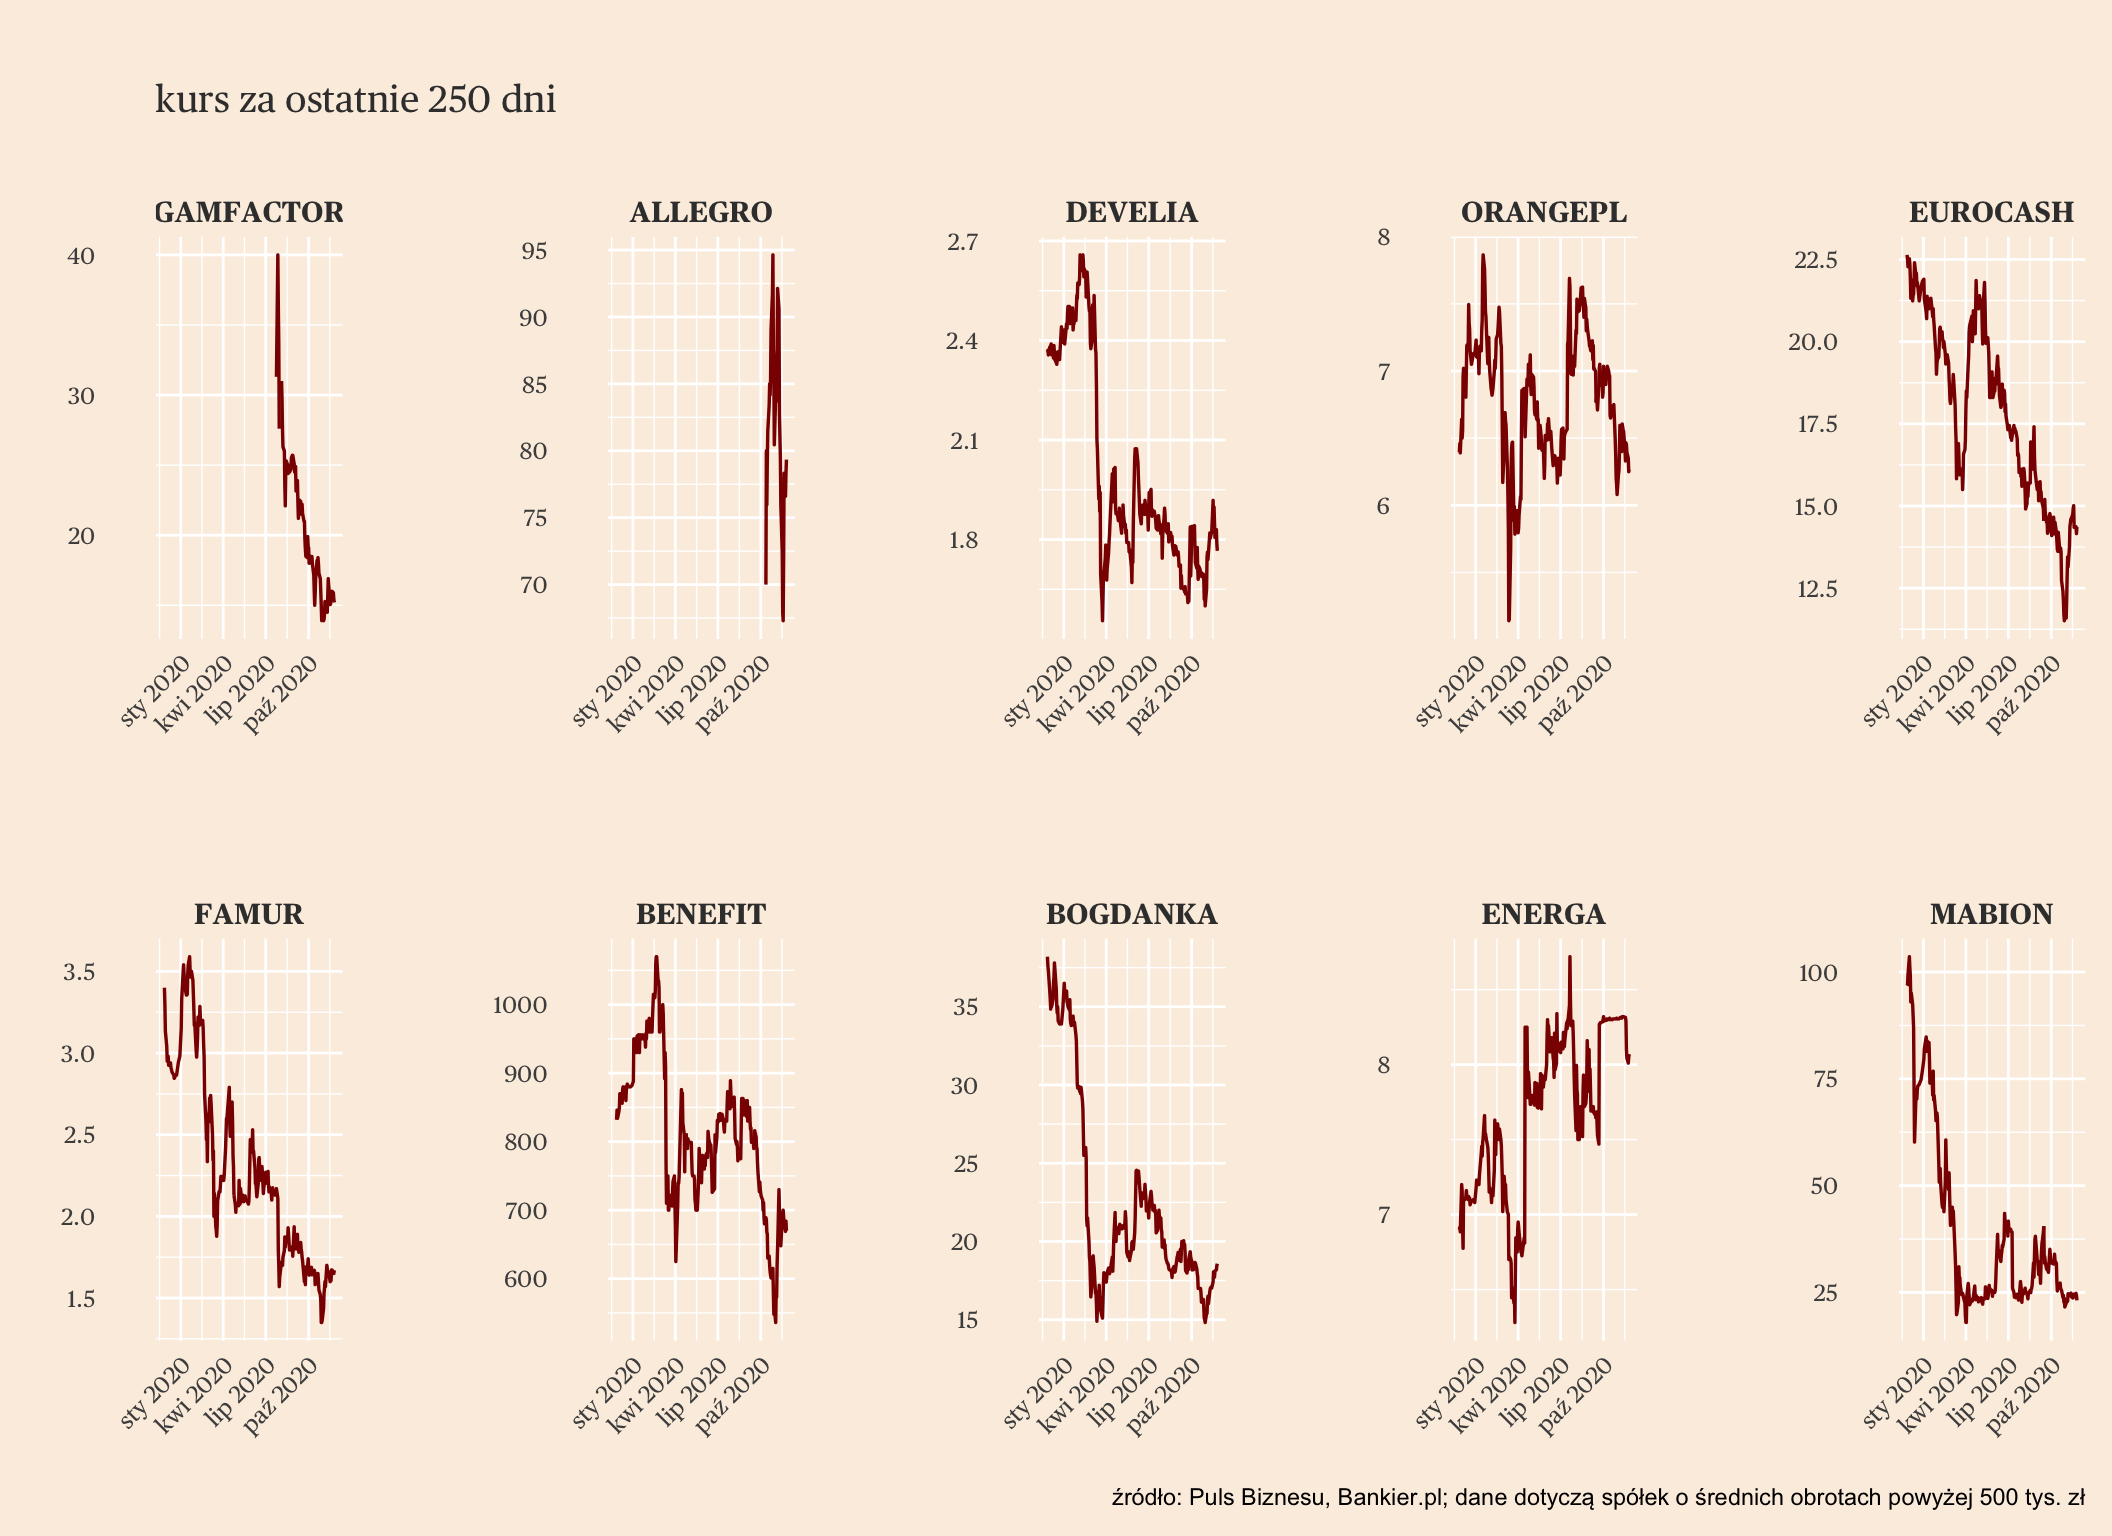 kurs za ostatnie 250 dni
GAMFACTOR
40
30
20
sty 2020
kwi 2020
lip 2020
paź 2020
ALLEGRO
95
90
85
80
75
70
sty 2020
kwi 2020
lip 2020
paź 2020
DEVELIA
2.7
2.4
2.1
1.8
sty 2020
kwi 2020
lip 2020
paź 2020
ORANGEPL
8
7
6
sty 2020
kwi 2020
lip 2020
paź 2020
EUROCASH
22.5
20.0
17.5
15.0
12.5
sty 2020
kwi 2020
lip 2020
paź 2020
FAMUR
3.5
3.0
2.5
2.0
1.5
sty 2020
kwi 2020
lip 2020
paź 2020
BENEFIT
1000
900
800
700
600
sty 2020
kwi 2020
lip 2020
paź 2020
BOGDANKA
35
30
25
20
15
sty 2020
kwi 2020
lip 2020
paź 2020
ENERGA
8
7
sty 2020
kwi 2020
lip 2020
paź 2020
MABION
100
75
50
25
sty 2020
kwi 2020
lip 2020
paź 2020
źródło: Puls Biznesu, Bankier.pl; dane dotyczą spółek o średnich obrotach powyżej 500 tys. zł